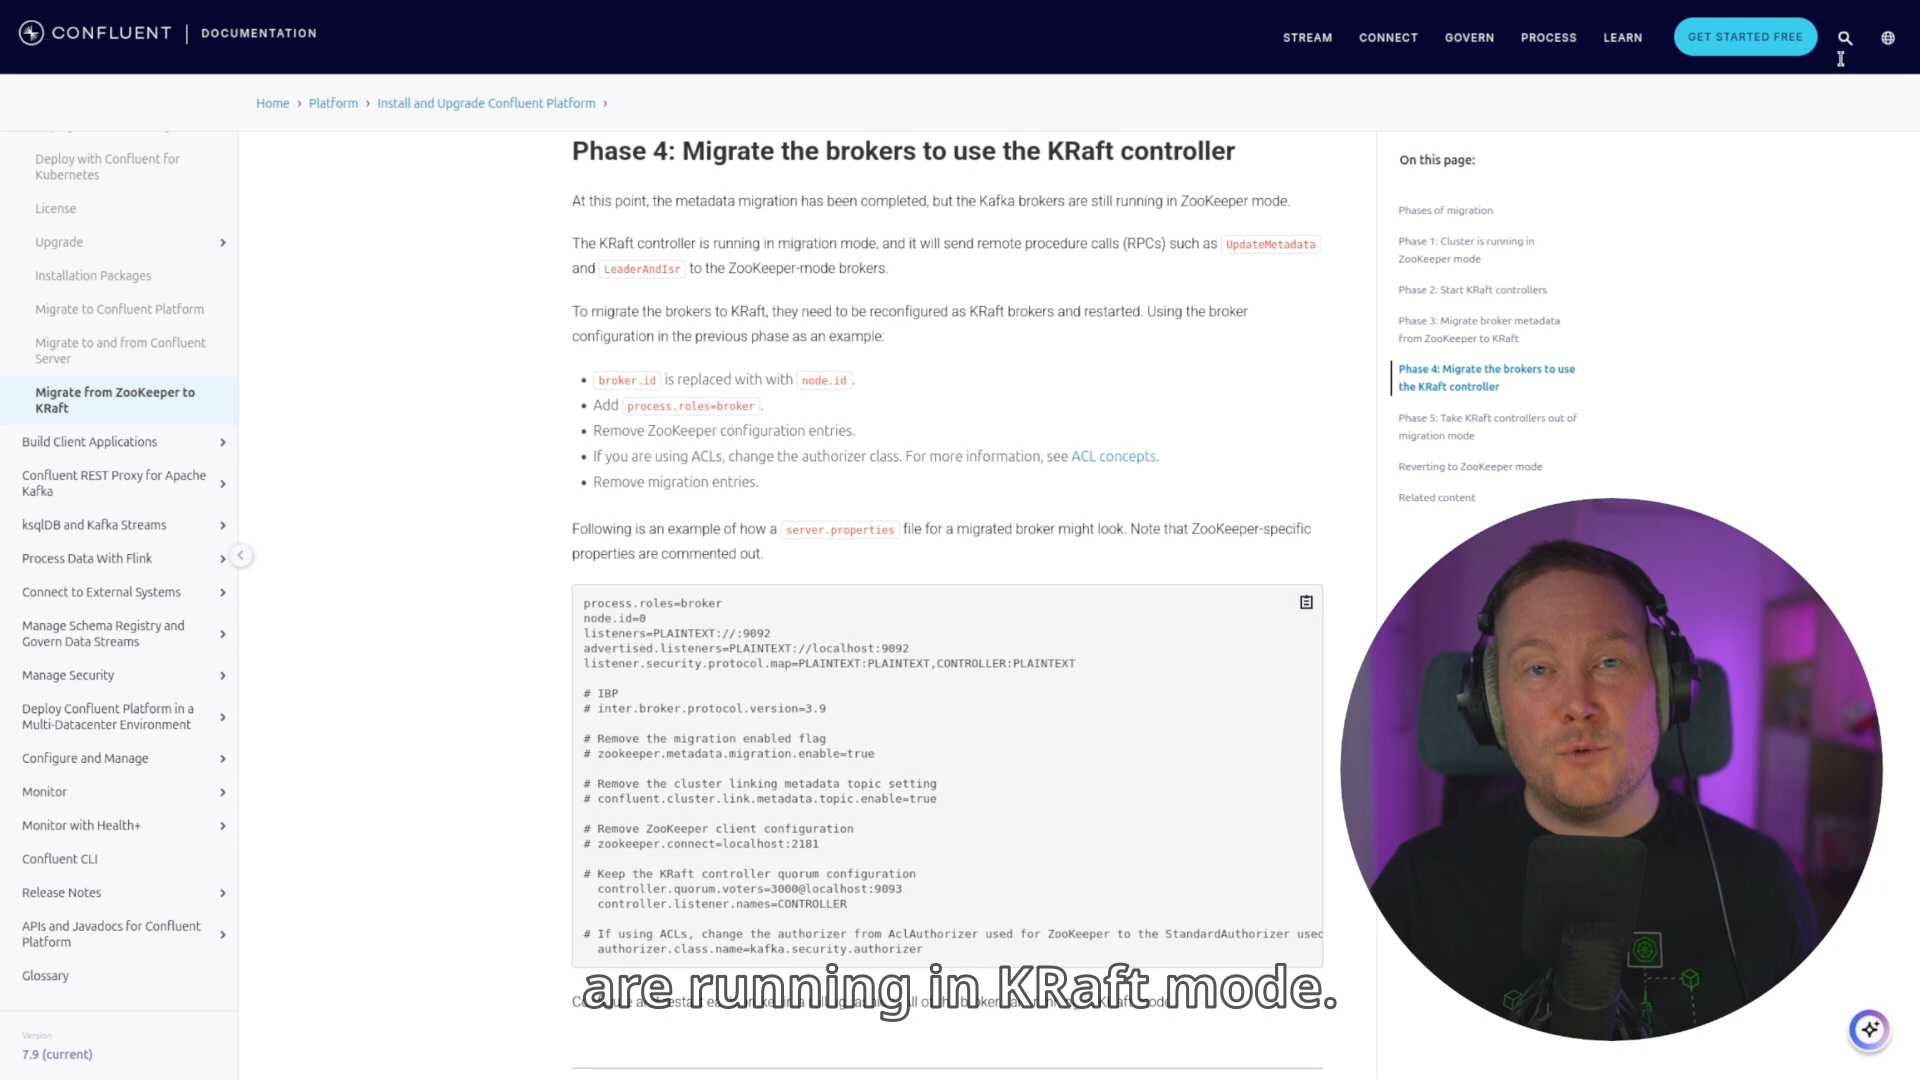 CONFLUENT DOCUMENTATION
STREAM CONNECT GOVERN PROCESS LEARN GET STARTED FREE
Home › Platform › Install and Upgrade Confluent Platform ›
Deploy with Confluent for
Kubernetes
License
Upgrade
Installation Packages
Migrate to Confluent Platform
Migrate to and from Confluent
Server
Migrate from ZooKeeper to
KRaft
Build Client Applications
Confluent REST Proxy for Apache
Kafka
ksqlDB and Kafka Streams
Process Data With Flink
Connect to External Systems
Manage Schema Registry and
Govern Data Streams
Manage Security
Deploy Confluent Platform in a
Multi-Datacenter Environment
Configure and Manage
Monitor
Monitor with Health+
Confluent CLI
Release Notes
APIs and Javadocs for Confluent
Platform
Glossary
Version
7.9 (current)
Phase 4: Migrate the brokers to use the KRaft controller
At this point, the metadata migration has been completed, but the Kafka brokers are still running in ZooKeeper mode.
The KRaft controller is running in migration mode, and it will send remote procedure calls (RPCs) such as UpdateMetadata
and LeaderAndIsr to the ZooKeeper-mode brokers.
To migrate the brokers to KRaft, they need to be reconfigured as KRaft brokers and restarted. Using the broker
configuration in the previous phase as an example:
• broker.id is replaced with with node.id.
• Add process.roles=broker.
• Remove ZooKeeper configuration entries.
• If you are using ACLs, change the authorizer class. For more information, see ACL concepts.
• Remove migration entries.
Following is an example of how a server.properties file for a migrated broker might look. Note that ZooKeeper-specific
properties are commented out.
process.roles=broker
node.id=0
listeners=PLAINTEXT://:9092
advertised.listeners=PLAINTEXT://localhost:9092
listener.security.protocol.map=PLAINTEXT:PLAINTEXT,CONTROLLER:PLAINTEXT
# IBP
# inter.broker.protocol.version=3.9
# Remove the migration enabled flag
# zookeeper.metadata.migration.enable=true
# Remove the cluster linking metadata topic setting
# confluent.cluster.link.metadata.topic.enable=true
# Remove ZooKeeper client configuration
# zookeeper.connect=localhost:2181
# Keep the KRaft controller quorum configuration
controller.quorum.voters=3000@localhost:9093
controller.listener.names=CONTROLLER
# If using ACLs, change the authorizer from AclAuthorizer used for ZooKeeper to the StandardAuthorizer used
authorizer.class.name=kafka.security.authorizer
are running in KRaft mode.
On this page:
Phases of migration
Phase 1: Cluster is running in
ZooKeeper mode
Phase 2: Start KRaft controllers
Phase 3: Migrate broker metadata
from ZooKeeper to KRaft
Phase 4: Migrate the brokers to use
the KRaft controller
Phase 5: Take KRaft controllers out of
migration mode
Reverting to ZooKeeper mode
Related content